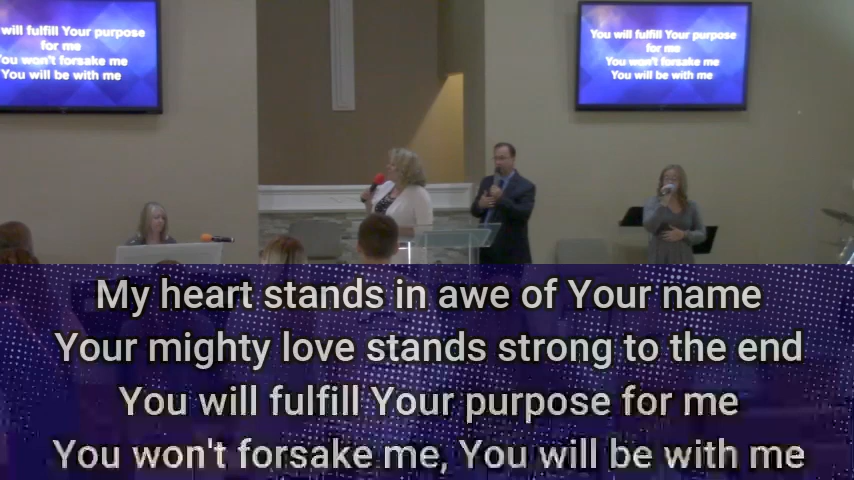 will fulfill Your purpose
for me
You won't forsake me
You will be with me
You will fulfill Your purpose
for me
You won't forsake me
You will be with me
My heart stands in awe of Your name
Your mighty love stands strong to the end
You will fulfill Your purpose for me
You won't forsake me, You will be with me